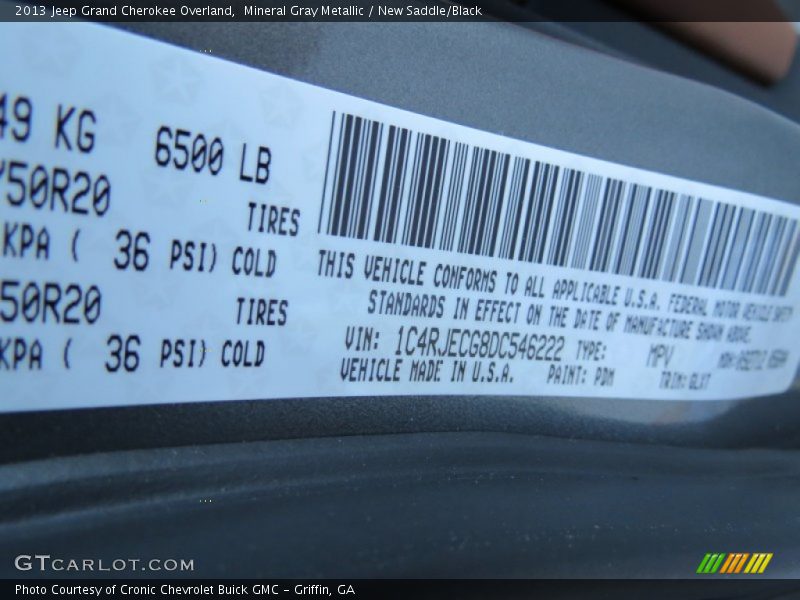 2013 Jeep Grand Cherokee Overland,  Mineral Gray Metallic / New Saddle/Black
49 KG 6500 LB
50R20 TIRES
KPA ( 36 PSI) COLD
50R20 TIRES
KPA ( 36 PSI) COLD
THIS VEHICLE CONFORMS TO ALL APPLICABLE U.S.A. FEDERAL MOTOR VEHICLE SAFETY
STANDARDS IN EFFECT ON THE DATE OF MANUFACTURE SHOWN ABOVE.
VIN: 1C4RJECG8DC546222 TYPE: MPV
VEHICLE MADE IN U.S.A. PAINT: PDM TRIM:
GTCARLOT.COM
Photo Courtesy of Cronic Chevrolet Buick GMC - Griffin, GA